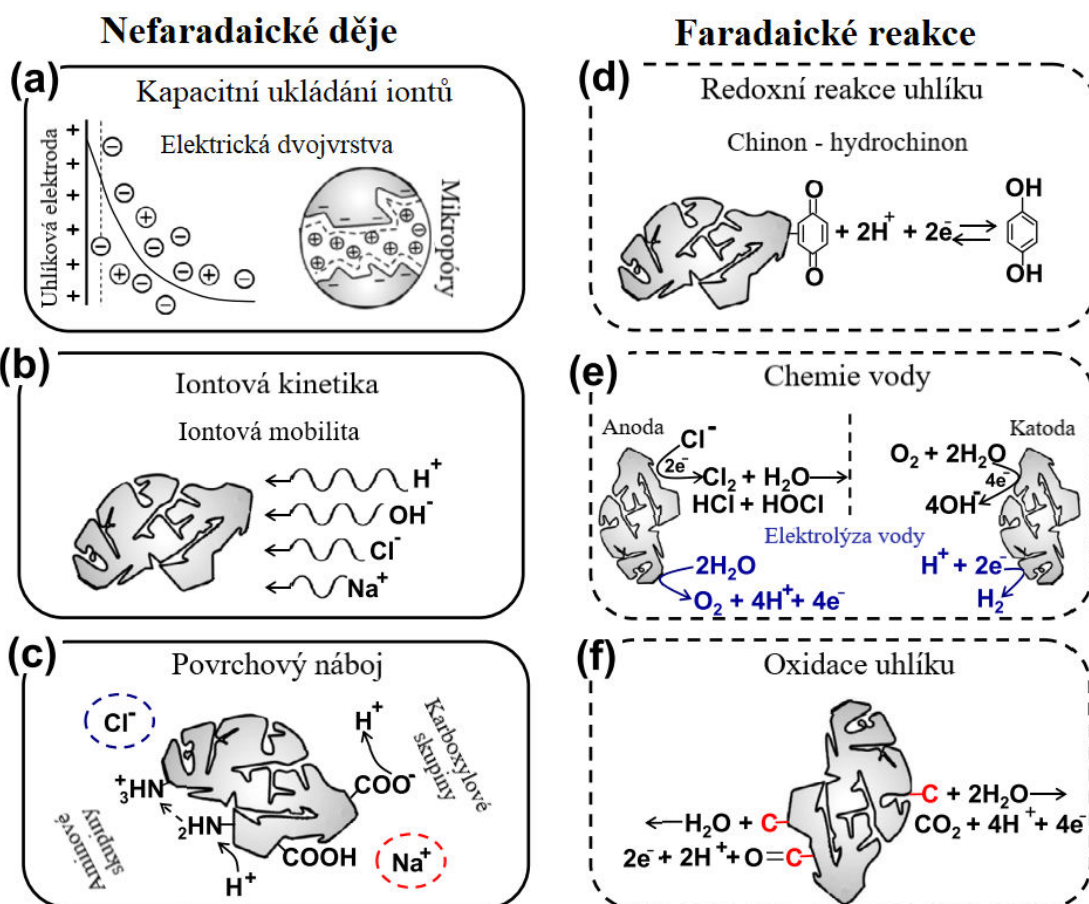 Nefaradaické děje
(a)
Kapacitní ukládání iontů
Elektrická dvojvrstva
Uhlíková elektroda
+
+
+
+
+
+
Mikropóry
(b)
Iontová kinetika
Iontová mobilita
H⁺
OH⁻
Cl⁻
Na⁺
(c)
Povrchový náboj
Cl⁻
H⁺
Karboxylové
skupiny
⁺₃HN
COO⁻
₂HN
Aminové
skupiny
COOH
Na⁺
H⁺
Faradaické reakce
(d)
Redoxní reakce uhlíku
Chinon - hydrochinon
O
OH
+ 2H⁺ + 2e⁻
O
OH
(e)
Chemie vody
Anoda
Katoda
Cl⁻
2e⁻
Cl₂ + H₂O
HCl + HOCl
O₂ + 2H₂O
4e⁻
4OH⁻
Elektrolýza vody
2H₂O
O₂ + 4H⁺+ 4e⁻
H⁺ + 2e⁻
H₂
(f)
Oxidace uhlíku
C + 2H₂O
CO₂ + 4H⁺ + 4e⁻
H₂O + C
2e⁻ + 2H⁺+ O=C